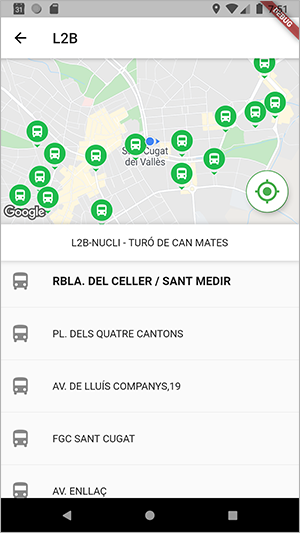 31
7:51
DEBUG
L2B
Sant Cugat
del Vallès
Google
L2B-NUCLI - TURÓ DE CAN MATES
RBLA. DEL CELLER / SANT MEDIR
PL. DELS QUATRE CANTONS
AV. DE LLUÍS COMPANYS,19
FGC SANT CUGAT
AV. ENLLAÇ